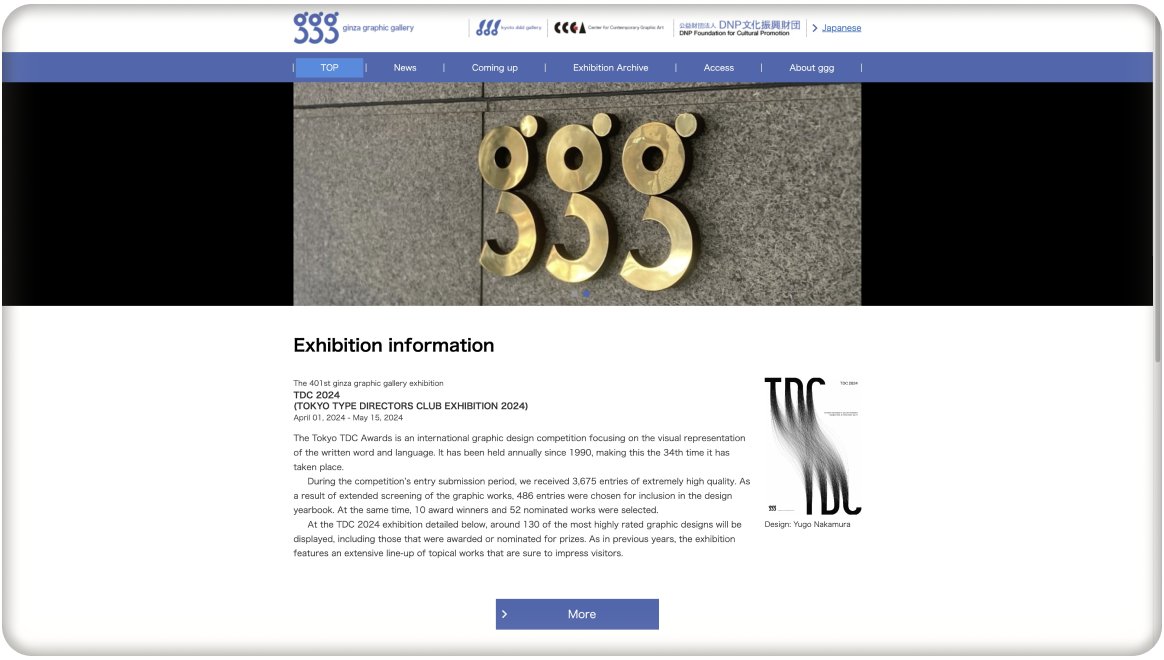 ggg ginza graphic gallery
ddd kyoto ddd gallery
CCGA Center for Contemporary Graphic Art
公益財団法人 DNP文化振興財団
DNP Foundation for Cultural Promotion
Japanese
TOP
News
Coming up
Exhibition Archive
Access
About ggg
ggg
Exhibition information
The 401st ginza graphic gallery exhibition
TDC 2024
(TOKYO TYPE DIRECTORS CLUB EXHIBITION 2024)
April 01, 2024 - May 15, 2024
The Tokyo TDC Awards is an international graphic design competition focusing on the visual representation
of the written word and language. It has been held annually since 1990, making this the 34th time it has
taken place.
During the competition's entry submission period, we received 3,675 entries of extremely high quality. As
a result of extended screening of the graphic works, 486 entries were chosen for inclusion in the design
yearbook. At the same time, 10 award winners and 52 nominated works were selected.
At the TDC 2024 exhibition detailed below, around 130 of the most highly rated graphic designs will be
displayed, including those that were awarded or nominated for prizes. As in previous years, the exhibition
features an extensive line-up of topical works that are sure to impress visitors.
TDC
TDC 2024
TDC
ggg
Design: Yugo Nakamura
More